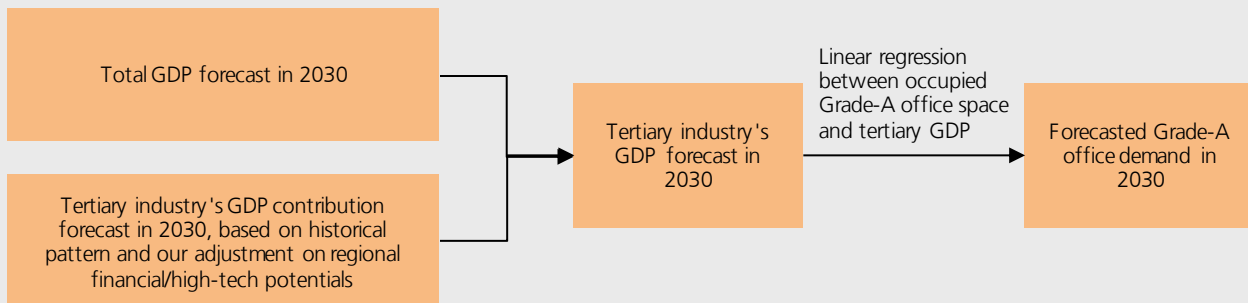 Total GDP forecast in 2030
Tertiary industry's GDP contribution
forecast in 2030, based on historical
pattern and our adjustment on regional
financial/high-tech potentials
Tertiary industry's
GDP forecast in
2030
Linear regression
between occupied
Grade-A office space
and tertiary GDP
Forecasted Grade-A
office demand in
2030